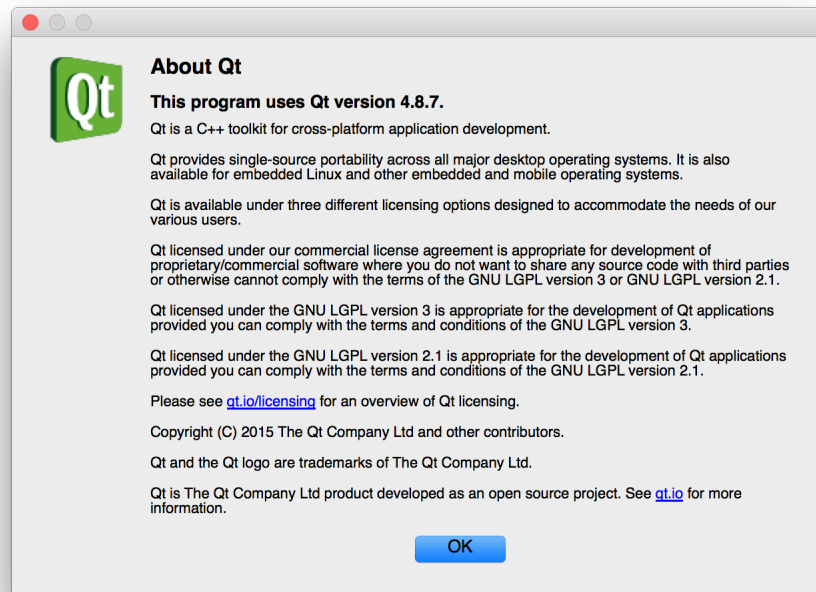 Qt
About Qt
This program uses Qt version 4.8.7.
Qt is a C++ toolkit for cross-platform application development.
Qt provides single-source portability across all major desktop operating systems. It is also
available for embedded Linux and other embedded and mobile operating systems.
Qt is available under three different licensing options designed to accommodate the needs of our
various users.
Qt licensed under our commercial license agreement is appropriate for development of
proprietary/commercial software where you do not want to share any source code with third parties
or otherwise cannot comply with the terms of the GNU LGPL version 3 or GNU LGPL version 2.1.
Qt licensed under the GNU LGPL version 3 is appropriate for the development of Qt applications
provided you can comply with the terms and conditions of the GNU LGPL version 3.
Qt licensed under the GNU LGPL version 2.1 is appropriate for the development of Qt applications
provided you can comply with the terms and conditions of the GNU LGPL version 2.1.
Please see qt.io/licensing for an overview of Qt licensing.
Copyright (C) 2015 The Qt Company Ltd and other contributors.
Qt and the Qt logo are trademarks of The Qt Company Ltd.
Qt is The Qt Company Ltd product developed as an open source project. See qt.io for more
information.
OK